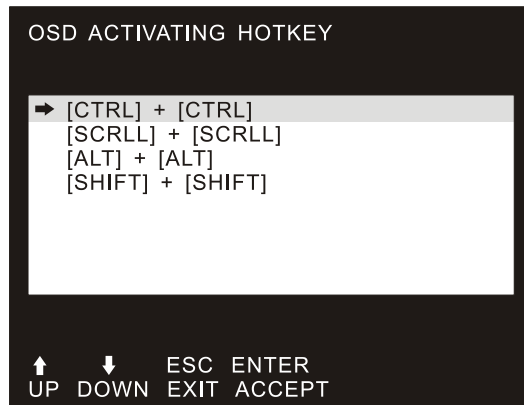 OSD ACTIVATING HOTKEY
➡ [CTRL] + [CTRL]
[SCRLL] + [SCRLL]
[ALT] + [ALT]
[SHIFT] + [SHIFT]
⬆ ⬇ ESC ENTER
UP DOWN EXIT ACCEPT